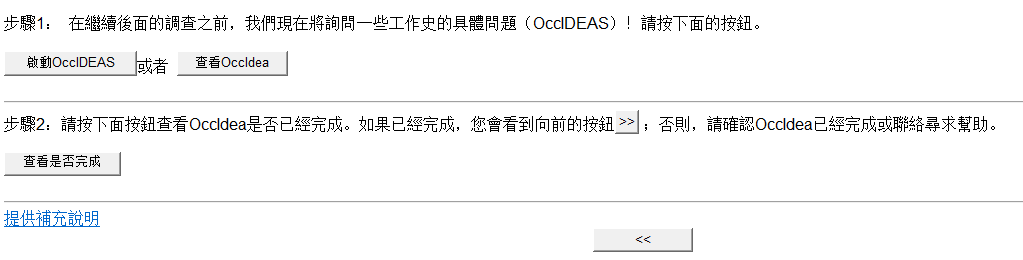 步驟1： 在繼續後面的調查之前，我們現在將詢問一些工作史的具體問題（OccIDEAS）！請按下面的按鈕。
啟動OccIDEAS 或者 查看OccIdea
步驟2：請按下面按鈕查看OccIdea是否已經完成。如果已經完成，您會看到向前的按鈕 >> ；否則，請確認OccIdea已經完成或聯絡尋求幫助。
查看是否完成
提供補充說明
<<